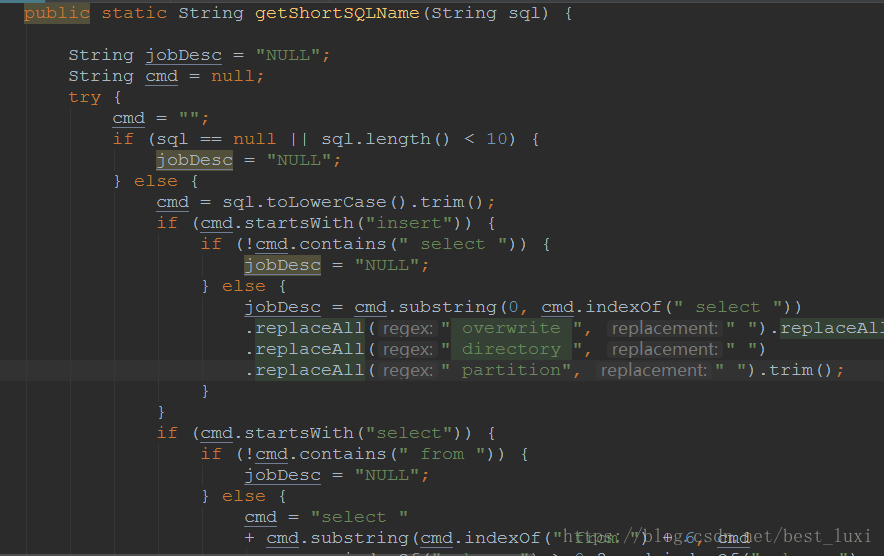 public static String getShortSQLName(String sql) {
String jobDesc = "NULL";
String cmd = null;
try {
cmd = "";
if (sql == null || sql.length() < 10) {
jobDesc = "NULL";
} else {
cmd = sql.toLowerCase().trim();
if (cmd.startsWith("insert")) {
if (!cmd.contains(" select ")) {
jobDesc = "NULL";
} else {
jobDesc = cmd.substring(0, cmd.indexOf(" select "))
.replaceAll( regex: " overwrite ", replacement: " ").replaceAll
.replaceAll( regex: " directory ", replacement: " ")
.replaceAll( regex: " partition", replacement: " ").trim();
}
}
if (cmd.startsWith("select")) {
if (!cmd.contains(" from ")) {
jobDesc = "NULL";
} else {
cmd = "select "
+ cmd.substring(cmd.indexOf(" from ") + 6, cmd
https://blog.csdn.net/best_luxi